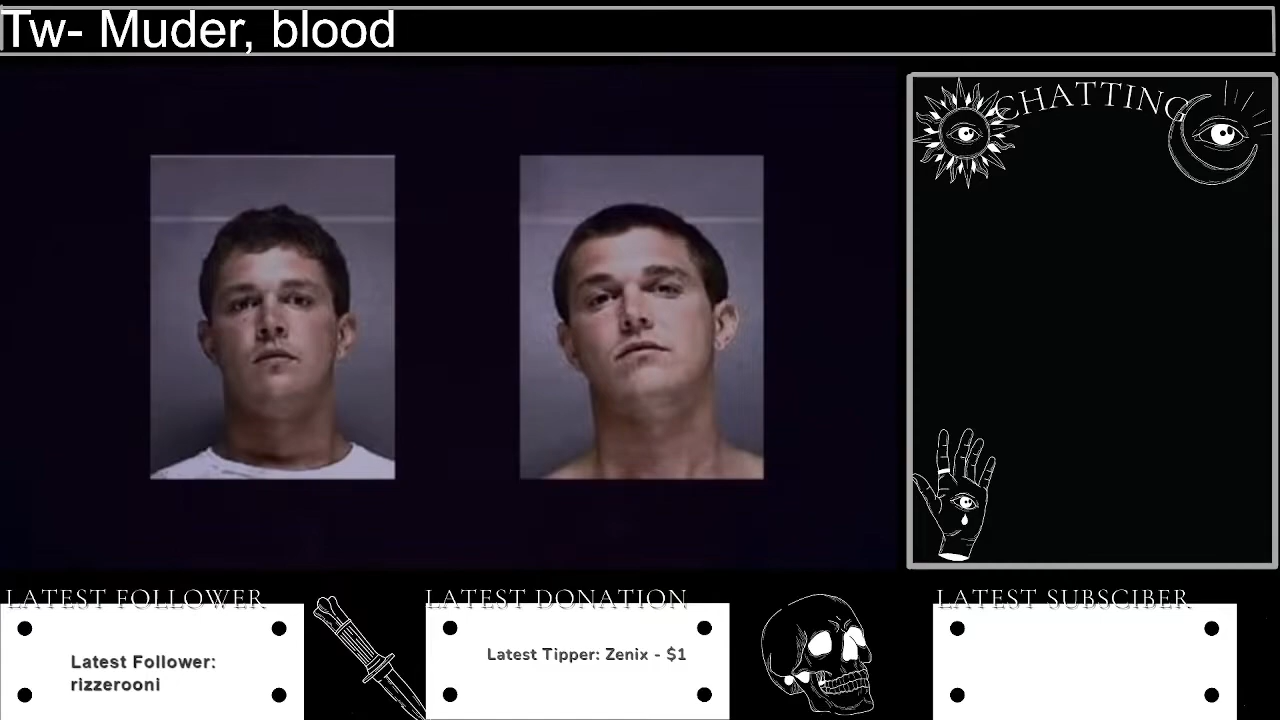 Tw- Muder, blood
CHATTING
LATEST FOLLOWER
Latest Follower:
rizzerooni
LATEST DONATION
Latest Tipper: Zenix - $1
LATEST SUBSCIBER